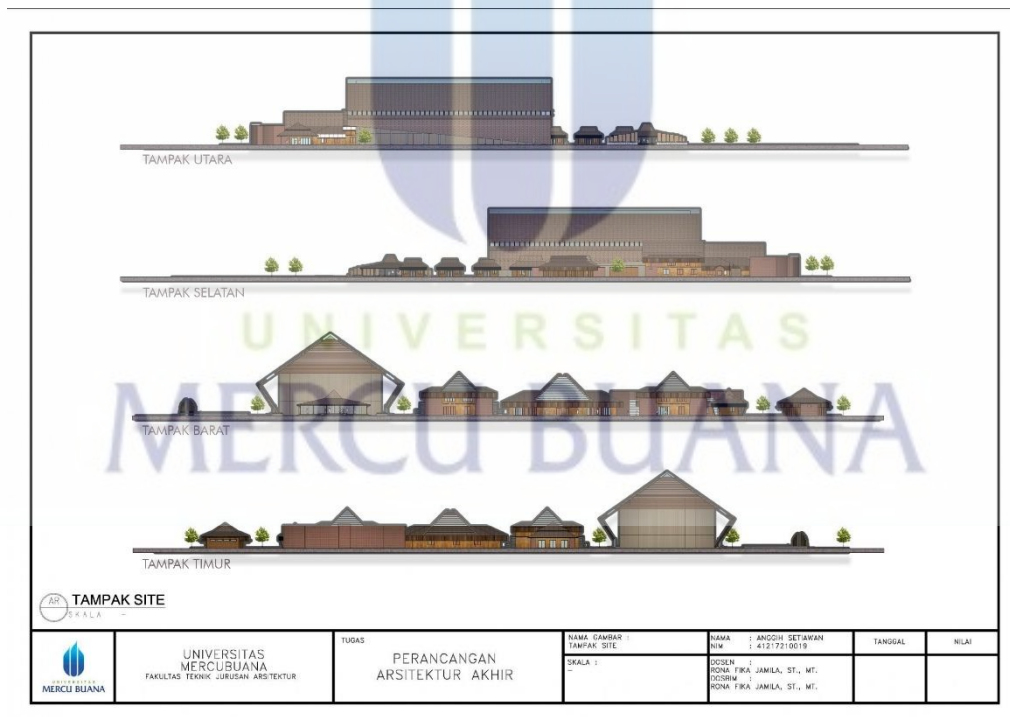 TAMPAK UTARA
TAMPAK SELATAN
UNIVERSITAS
MERCU BUANA
TAMPAK BARAT
TAMPAK TIMUR
AR
TAMPAK SITE
SKALA -
UNIVERSITAS
MERCU BUANA
UNIVERSITAS
MERCUBUANA
FAKULTAS TEKNIK JURUSAN ARSITEKTUR
TUGAS
PERANCANGAN
ARSITEKTUR AKHIR
NAMA GAMBAR :
TAMPAK SITE
SKALA :
-
NAMA : ANGGIH SETIAWAN
NIM : 41217210019
DOSEN :
RONA FIKA JAMILA, ST., MT.
DOSBIM :
RONA FIKA JAMILA, ST., MT.
TANGGAL
NILAI